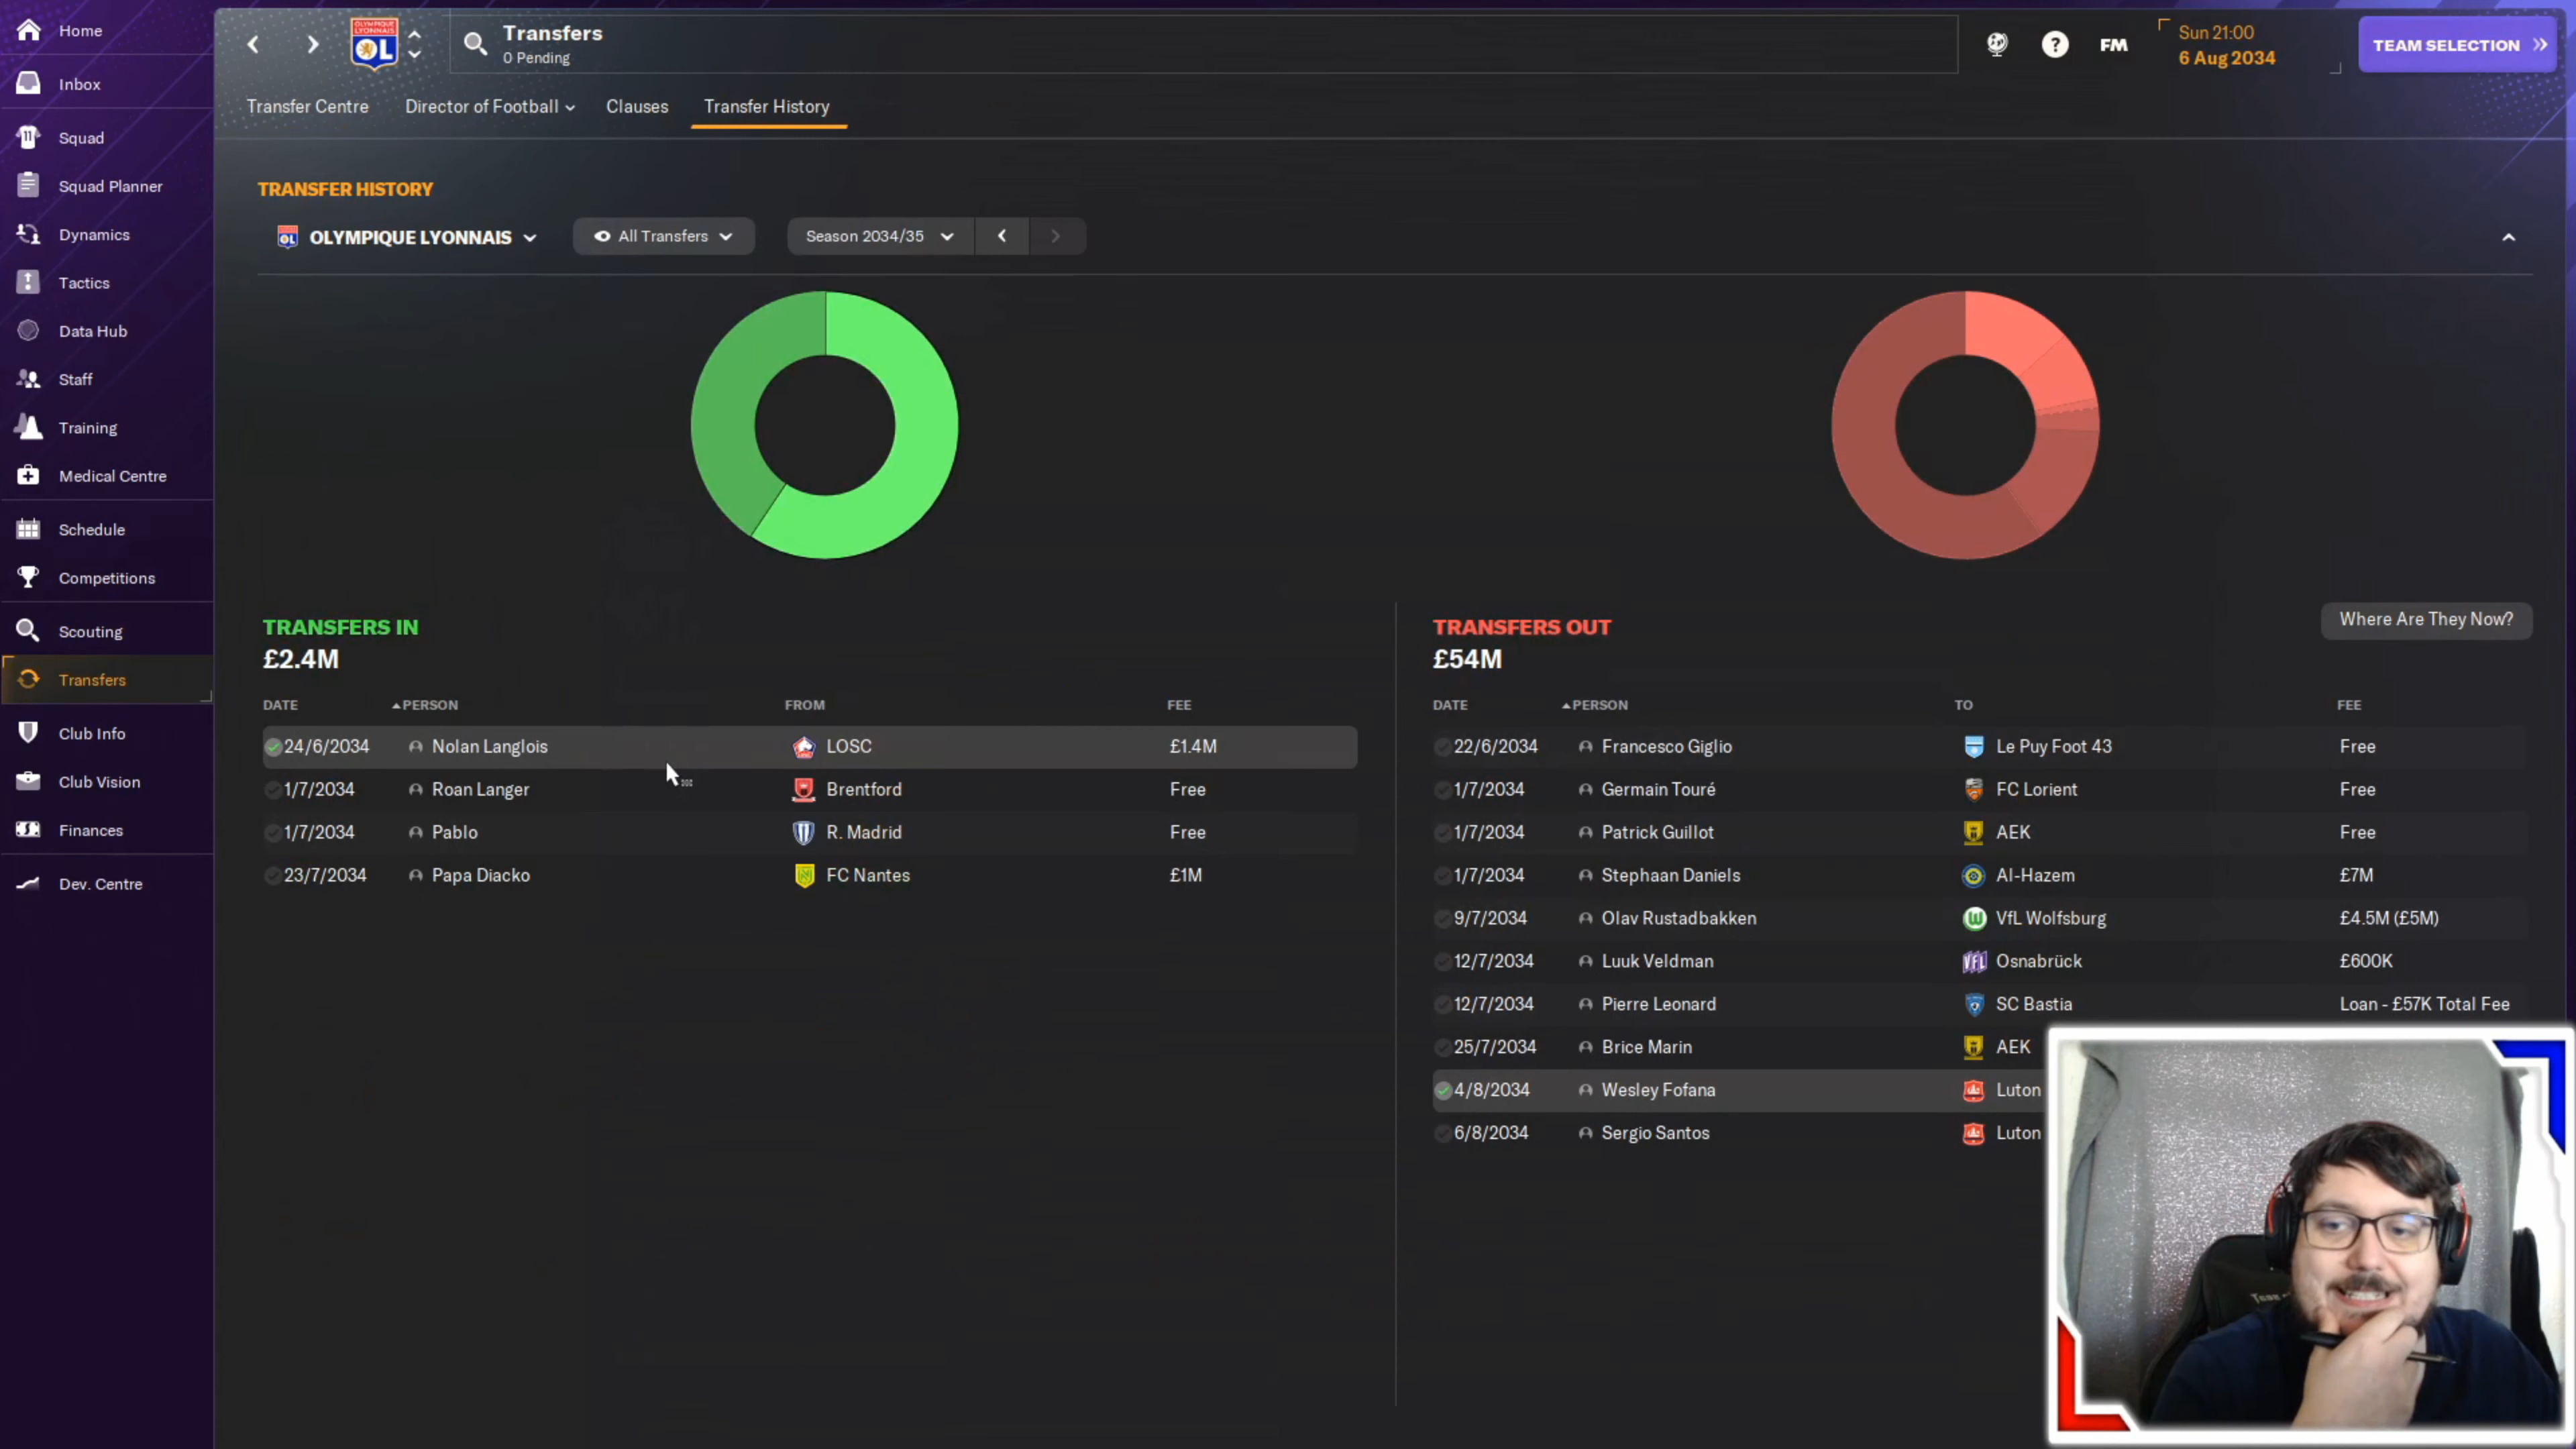 Home
Inbox
Squad
Squad Planner
Dynamics
Tactics
Data Hub
Staff
Training
Medical Centre
Schedule
Competitions
Scouting
Transfers
Club Info
Club Vision
Finances
Dev. Centre
OLYMPIQUE LYONNAIS
OL
Transfers
0 Pending
?
FM
Sun 21:00
6 Aug 2034
TEAM SELECTION
Transfer Centre Director of Football Clauses Transfer History
TRANSFER HISTORY
OL OLYMPIQUE LYONNAIS All Transfers Season 2034/35
TRANSFERS IN
£2.4M
DATE PERSON FROM FEE
24/6/2034 Nolan Langlois LOSC £1.4M
1/7/2034 Roan Langer Brentford Free
1/7/2034 Pablo R. Madrid Free
23/7/2034 Papa Diacko FC Nantes £1M
TRANSFERS OUT
£54M
Where Are They Now?
DATE PERSON TO FEE
22/6/2034 Francesco Giglio Le Puy Foot 43 Free
1/7/2034 Germain Touré FC Lorient Free
1/7/2034 Patrick Guillot AEK Free
1/7/2034 Stephaan Daniels Al-Hazem £7M
9/7/2034 Olav Rustadbakken VfL Wolfsburg £4.5M (£5M)
12/7/2034 Luuk Veldman Osnabrück £600K
12/7/2034 Pierre Leonard SC Bastia Loan - £57K Total Fee
25/7/2034 Brice Marin AEK
4/8/2034 Wesley Fofana Luton
6/8/2034 Sergio Santos Luton